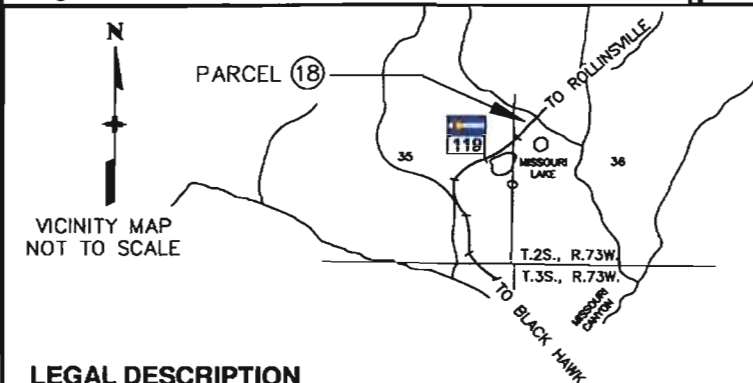 N
PARCEL 18
TO ROLLINSVILLE
119
35
36
MISSOURI
LAKE
VICINITY MAP
NOT TO SCALE
T.2S., R.73W.
T.3S., R.73W.
TO BLACK HAWK
MISSOURI
CANYON
LEGAL DESCRIPTION